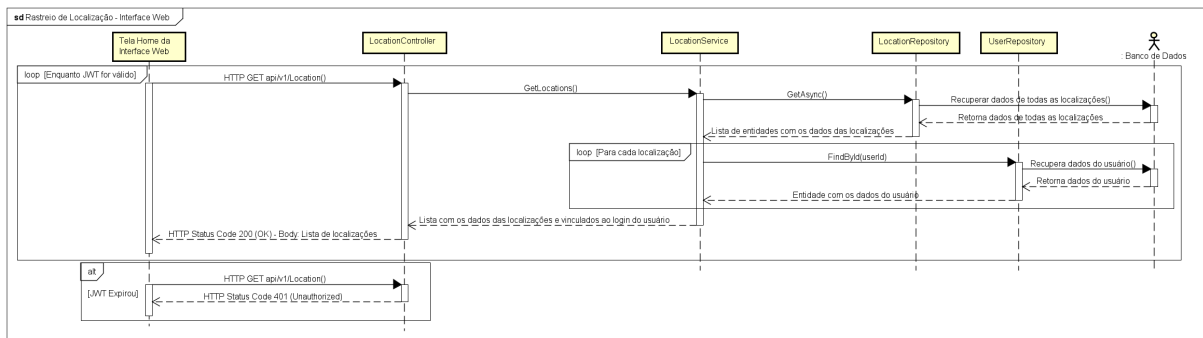 sd Rastreio de Localização - Interface Web
Tela Home da
Interface Web
LocationController
LocationService
LocationRepository
UserRepository
: Banco de Dados
loop [Enquanto JWT for válido]
HTTP GET api/v1/Location()
GetLocations()
GetAsync()
Recuperar dados de todas as localizações()
Retorna dados de todas as localizações
Lista de entidades com os dados das localizações
loop [Para cada localização]
FindById(userId)
Recupera dados do usuário()
Retorna dados do usuário
Entidade com os dados do usuário
Lista com os dados das localizações e vinculados ao login do usuário
HTTP Status Code 200 (OK) - Body: Lista de localizações
alt
HTTP GET api/v1/Location()
[JWT Expirou]
HTTP Status Code 401 (Unauthorized)